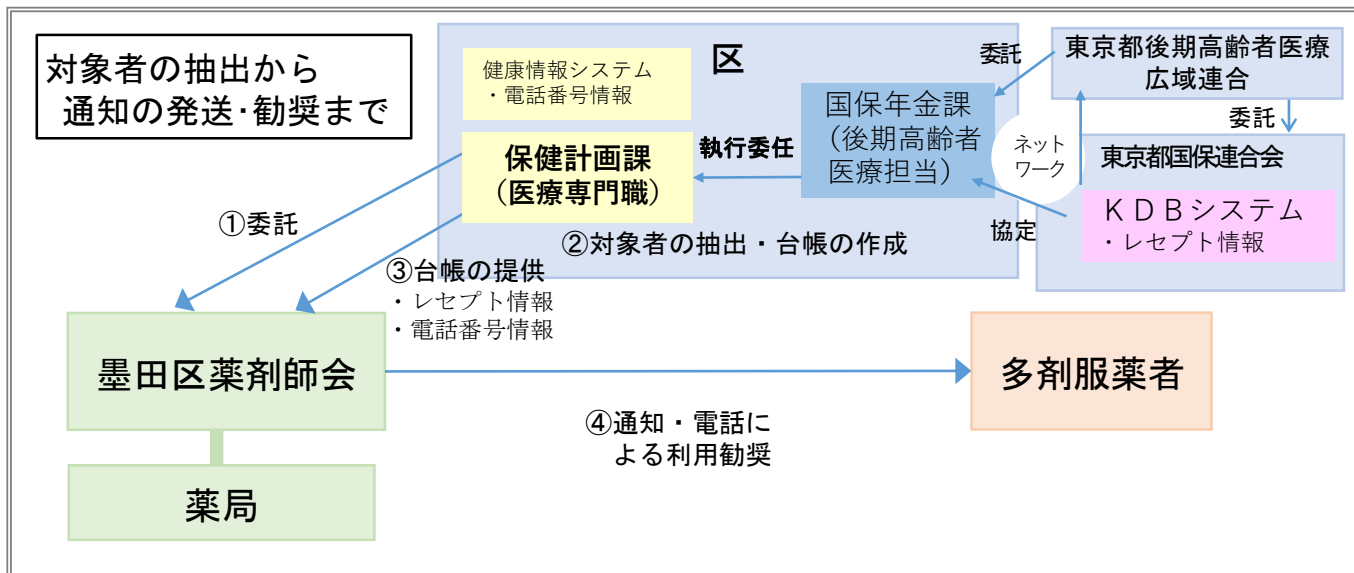 対象者の抽出から
通知の発送・勧奨まで
健康情報システム
・電話番号情報
区
保健計画課
（医療専門職）
執行委任
国保年金課
（後期高齢者
医療担当）
②対象者の抽出・台帳の作成
委託
東京都後期高齢者医療
広域連合
委託
ネット
ワーク
東京都国保連合会
ＫＤＢシステム
・レセプト情報
協定
①委託
③台帳の提供
・レセプト情報
・電話番号情報
墨田区薬剤師会
多剤服薬者
④通知・電話に
よる利用勧奨
薬局